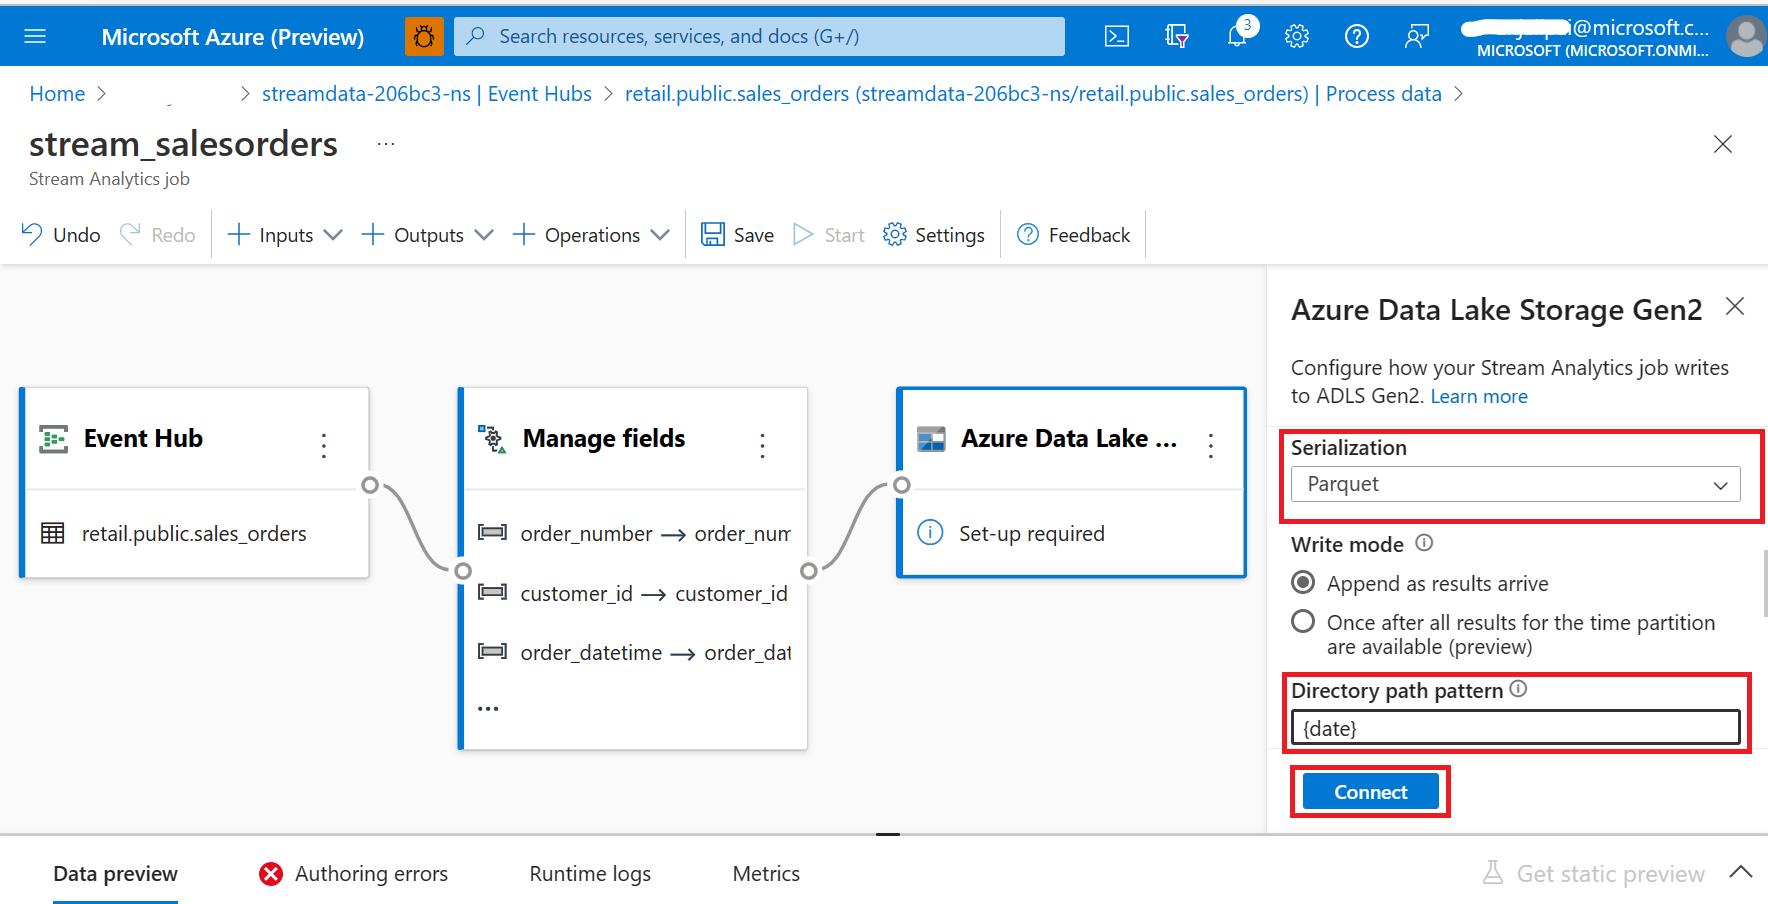 Microsoft Azure (Preview)
Search resources, services, and docs (G+/)
3
@microsoft.c...
MICROSOFT (MICROSOFT.ONMI...
Home > > streamdata-206bc3-ns | Event Hubs > retail.public.sales_orders (streamdata-206bc3-ns/retail.public.sales_orders) | Process data >
stream_salesorders ...
Stream Analytics job
Undo Redo Inputs Outputs Operations Save Start Settings Feedback
Event Hub
retail.public.sales_orders
Manage fields
order_number → order_num
customer_id → customer_id
order_datetime → order_dat
...
Azure Data Lake ...
Set-up required
Azure Data Lake Storage Gen2
Configure how your Stream Analytics job writes
to ADLS Gen2. Learn more
Serialization
Parquet
Write mode
Append as results arrive
Once after all results for the time partition
are available (preview)
Directory path pattern
{date}
Connect
Data preview Authoring errors Runtime logs Metrics Get static preview